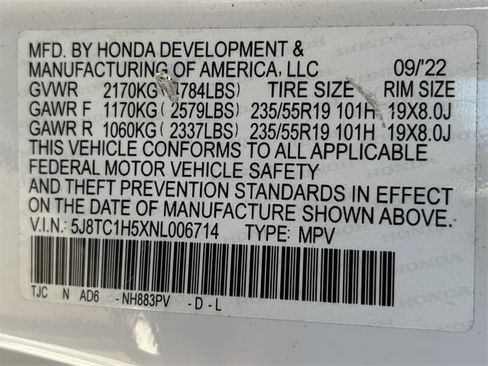 MFD. BY HONDA DEVELOPMENT &
MANUFACTURING OF AMERICA, LLC 09/'22
GVWR 2170KG 784LBS) TIRE SIZE RIM SIZE
GAWR F 1170KG (2579LBS) 235/55R19 101H 19X8.0J
GAWR R 1060KG (2337LBS) 235/55R19 101H 19X8.0J
THIS VEHICLE CONFORMS TO ALL APPLICABLE
FEDERAL MOTOR VEHICLE SAFETY
AND THEFT PREVENTION STANDARDS IN EFFECT
ON THE DATE OF MANUFACTURE SHOWN ABOVE.
V.I.N.: 5J8TC1H5XNL006714 TYPE: MPV
TJC N AD6 - NH883PV - D - L